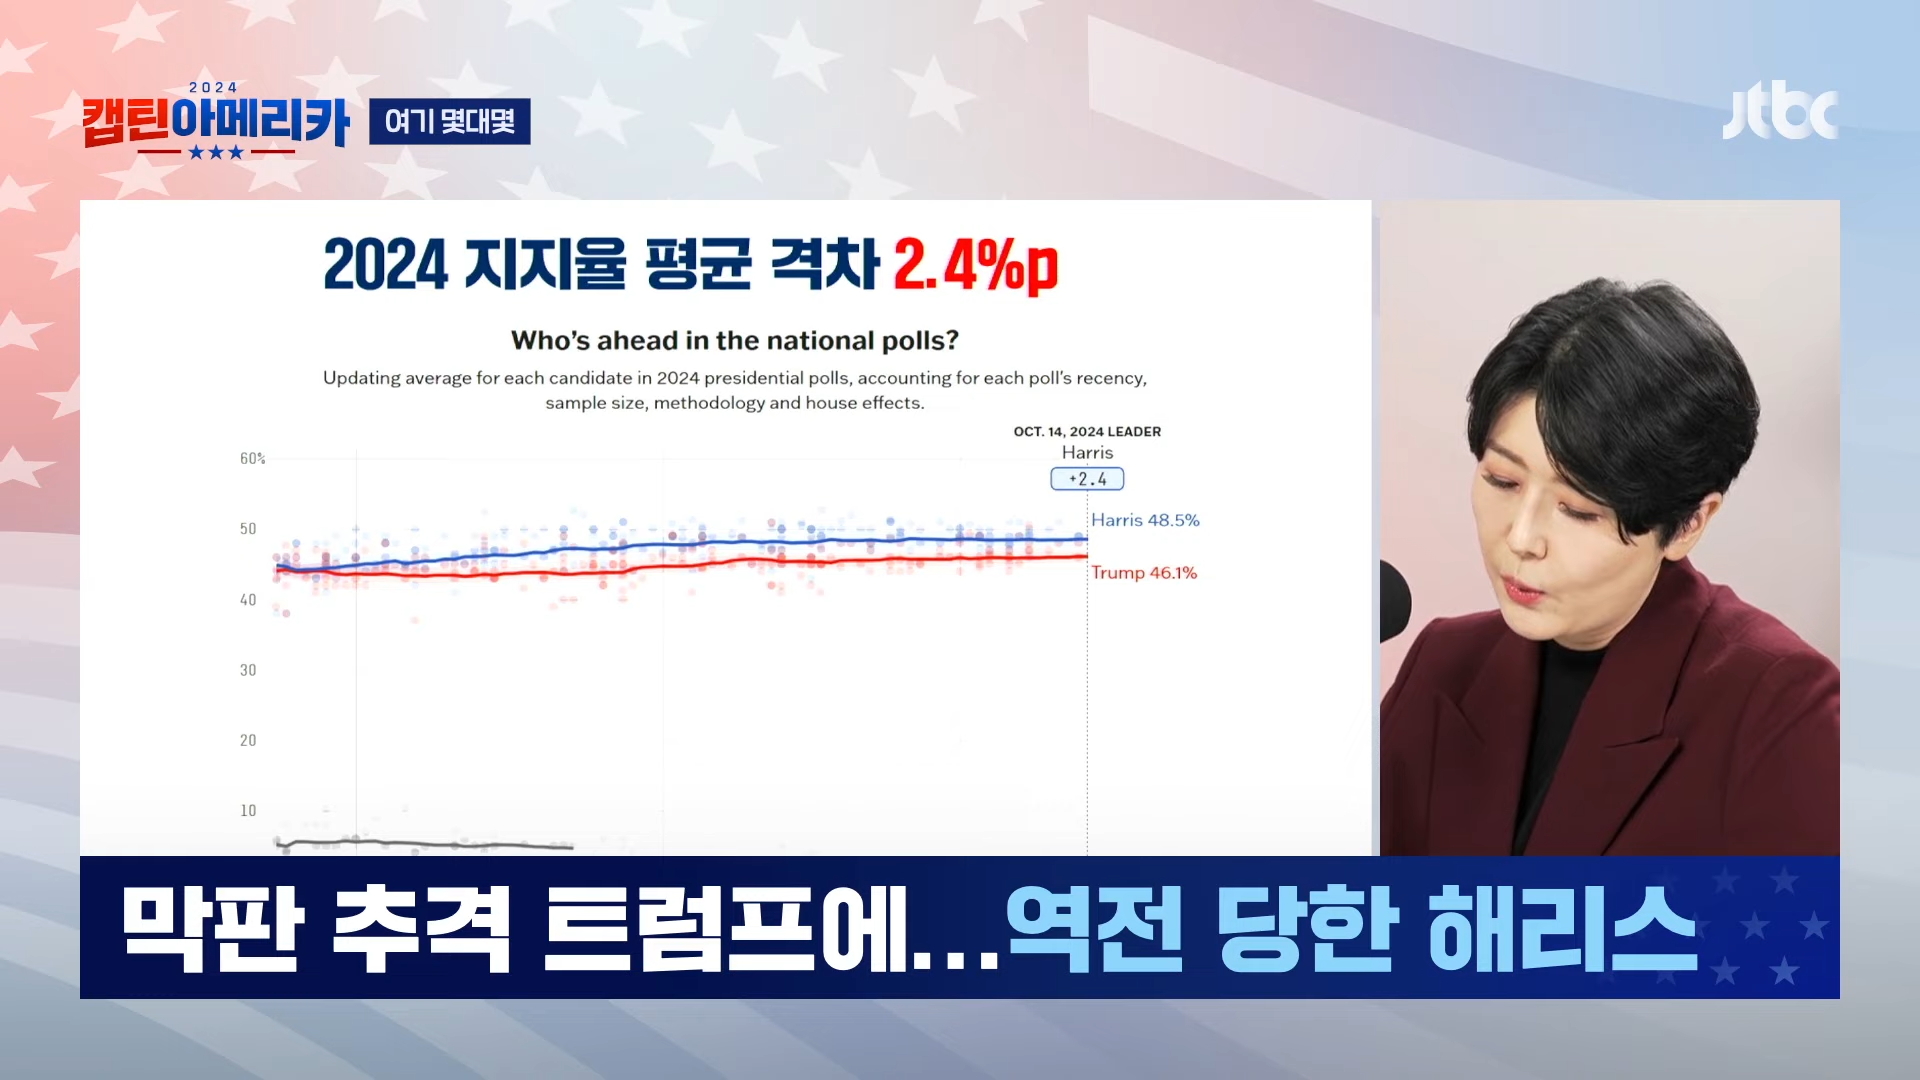 2024
캡틴아메리카
여기 몇대몇
jtbc
2024 지지율 평균 격차 2.4%p
Who's ahead in the national polls?
Updating average for each candidate in 2024 presidential polls, accounting for each poll's recency,
sample size, methodology and house effects.
OCT. 14, 2024 LEADER
Harris
+2.4
60%
50
Harris 48.5%
Trump 46.1%
40
30
20
10
막판 추격 트럼프에...역전 당한 해리스